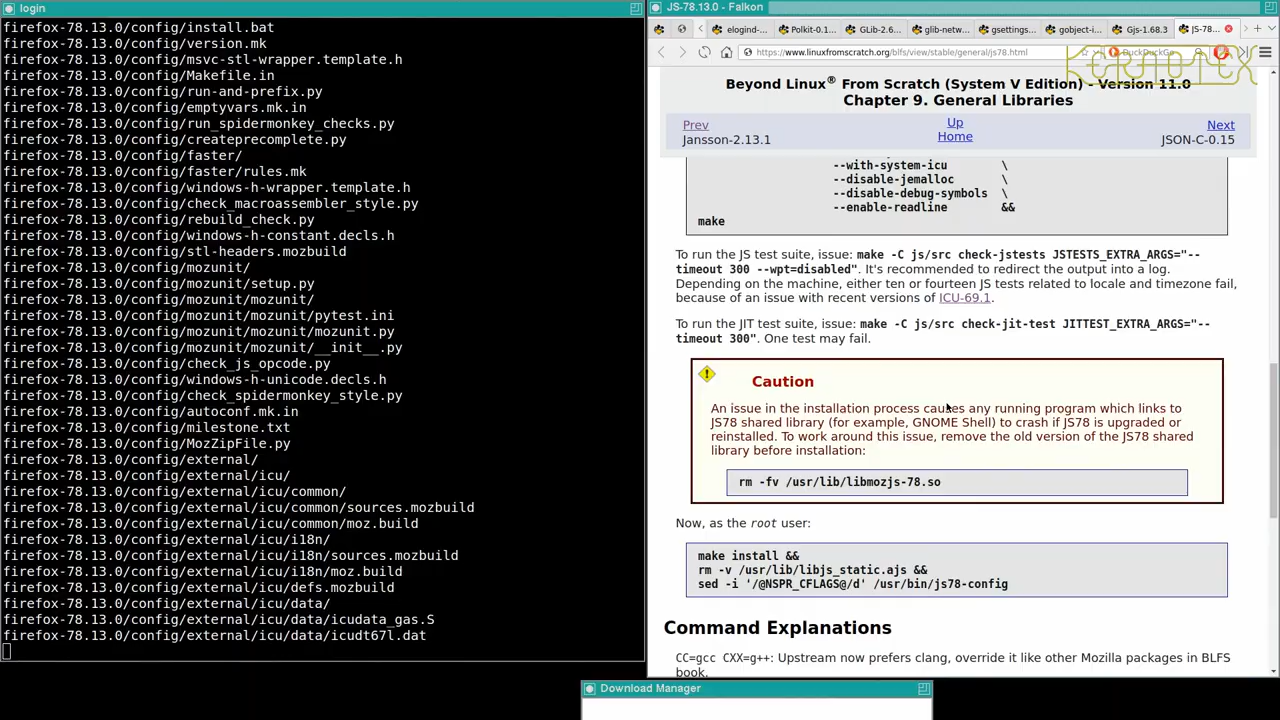 login
firefox-78.13.0/config/install.bat
firefox-78.13.0/config/version.mk
firefox-78.13.0/config/msvc-stl-wrapper.template.h
firefox-78.13.0/config/Makefile.in
firefox-78.13.0/config/run-and-prefix.py
firefox-78.13.0/config/emptyvars.mk.in
firefox-78.13.0/config/run_spidermonkey_checks.py
firefox-78.13.0/config/createprecomplete.py
firefox-78.13.0/config/faster/
firefox-78.13.0/config/faster/rules.mk
firefox-78.13.0/config/windows-h-wrapper.template.h
firefox-78.13.0/config/check_macroassembler_style.py
firefox-78.13.0/config/rebuild_check.py
firefox-78.13.0/config/windows-h-constant.decls.h
firefox-78.13.0/config/stl-headers.mozbuild
firefox-78.13.0/config/mozunit/
firefox-78.13.0/config/mozunit/setup.py
firefox-78.13.0/config/mozunit/mozunit/
firefox-78.13.0/config/mozunit/mozunit/pytest.ini
firefox-78.13.0/config/mozunit/mozunit/mozunit.py
firefox-78.13.0/config/mozunit/mozunit/__init__.py
firefox-78.13.0/config/check_js_opcode.py
firefox-78.13.0/config/windows-h-unicode.decls.h
firefox-78.13.0/config/check_spidermonkey_style.py
firefox-78.13.0/config/autoconf.mk.in
firefox-78.13.0/config/milestone.txt
firefox-78.13.0/config/MozZipFile.py
firefox-78.13.0/config/external/
firefox-78.13.0/config/external/icu/
firefox-78.13.0/config/external/icu/common/
firefox-78.13.0/config/external/icu/common/sources.mozbuild
firefox-78.13.0/config/external/icu/common/moz.build
firefox-78.13.0/config/external/icu/i18n/
firefox-78.13.0/config/external/icu/i18n/sources.mozbuild
firefox-78.13.0/config/external/icu/i18n/moz.build
firefox-78.13.0/config/external/icu/defs.mozbuild
firefox-78.13.0/config/external/icu/data/
firefox-78.13.0/config/external/icu/data/icudata_gas.S
firefox-78.13.0/config/external/icu/data/icudt67l.dat
JS-78.13.0 - Falkon
elogind-... Polkit-0.1... GLib-2.6... glib-netw... gsettings... gobject-i... Gjs-1.68.3 JS-78...
https://www.linuxfromscratch.org/blfs/view/stable/general/js78.html DuckDuckGo
Beyond Linux® From Scratch (System V Edition) - Version 11.0
Chapter 9. General Libraries
Prev Up Next
Jansson-2.13.1 Home JSON-C-0.15
--with-system-icu \
--disable-jemalloc \
--disable-debug-symbols \
--enable-readline &&
make
To run the JS test suite, issue: make -C js/src check-jstests JSTESTS_EXTRA_ARGS="--
timeout 300 --wpt=disabled". It's recommended to redirect the output into a log.
Depending on the machine, either ten or fourteen JS tests related to locale and timezone fail,
because of an issue with recent versions of ICU-69.1.
To run the JIT test suite, issue: make -C js/src check-jit-test JITTEST_EXTRA_ARGS="--
timeout 300". One test may fail.
Caution
An issue in the installation process causes any running program which links to
JS78 shared library (for example, GNOME Shell) to crash if JS78 is upgraded or
reinstalled. To work around this issue, remove the old version of the JS78 shared
library before installation:
rm -fv /usr/lib/libmozjs-78.so
Now, as the root user:
make install &&
rm -v /usr/lib/libjs_static.ajs &&
sed -i '/@NSPR_CFLAGS@/d' /usr/bin/js78-config
Command Explanations
CC=gcc CXX=g++: Upstream now prefers clang, override it like other Mozilla packages in BLFS
book.
Download Manager